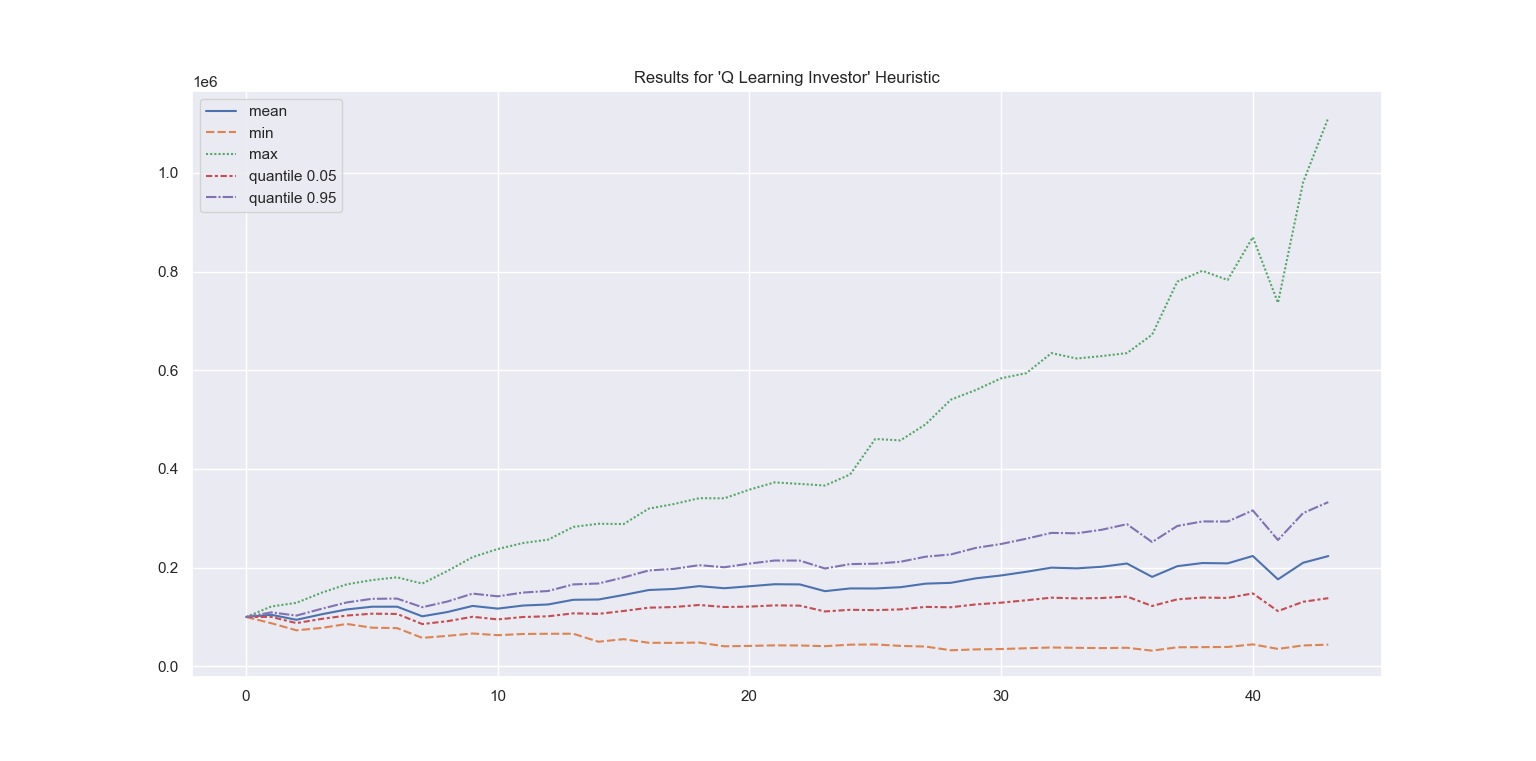 Results for 'Q Learning Investor' Heuristic
1e6
mean
min
max
quantile 0.05
quantile 0.95
1.0
0.8
0.6
0.4
0.2
0.0
0 10 20 30 40